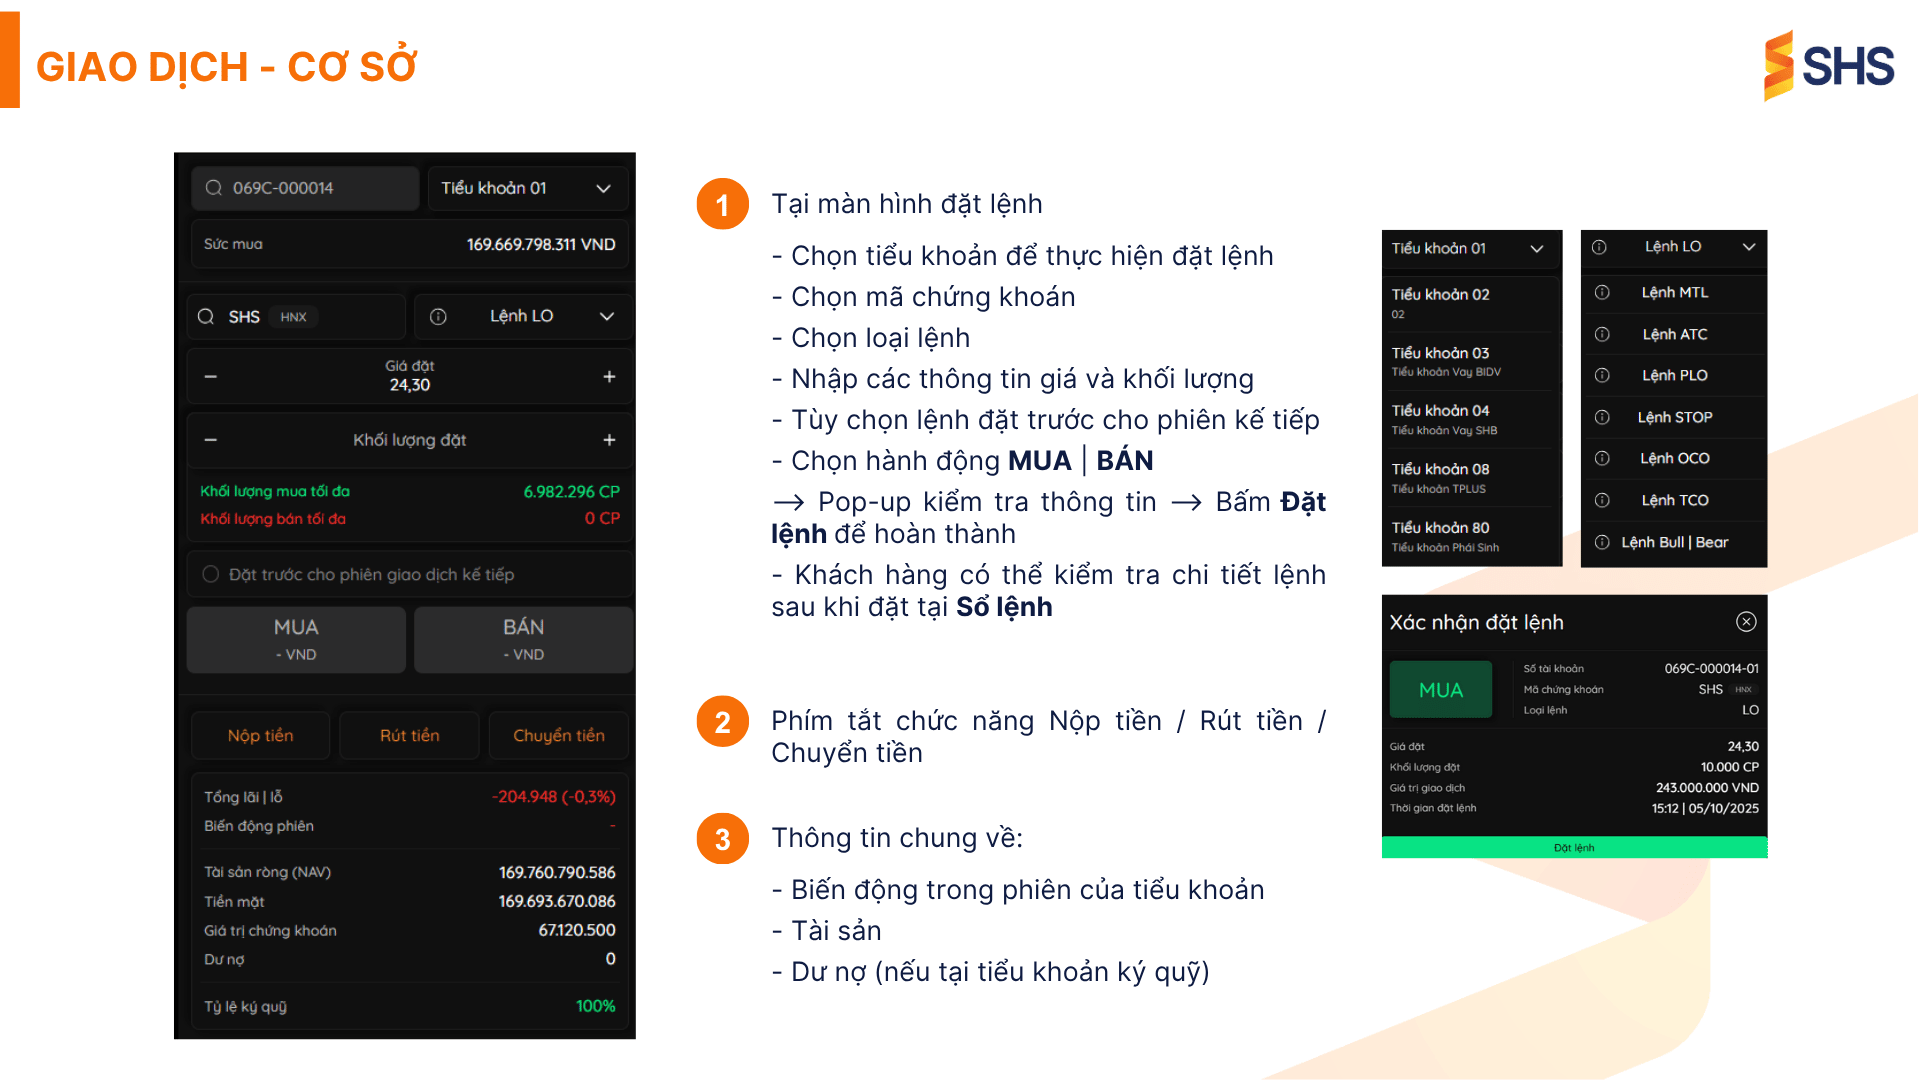 GIAO DỊCH - CƠ SỞ
SHS
069C-000014
Tiểu khoản 01
Sức mua
169.669.798.311 VND
SHS HNX
Lệnh LO
Giá đặt
24,30
Khối lượng đặt
Khối lượng mua tối đa
6.982.296 CP
Khối lượng bán tối đa
0 CP
Đặt trước cho phiên giao dịch kế tiếp
MUA
- VND
BÁN
- VND
Nộp tiền
Rút tiền
Chuyển tiền
Tổng lãi | lỗ
-204.948 (-0,3%)
Biến động phiên
-
Tài sản ròng (NAV)
169.760.790.586
Tiền mặt
169.693.670.086
Giá trị chứng khoán
67.120.500
Dư nợ
0
Tỷ lệ ký quỹ
100%
1
Tại màn hình đặt lệnh
- Chọn tiểu khoản để thực hiện đặt lệnh
- Chọn mã chứng khoán
- Chọn loại lệnh
- Nhập các thông tin giá và khối lượng
- Tùy chọn lệnh đặt trước cho phiên kế tiếp
- Chọn hành động MUA | BÁN
--> Pop-up kiểm tra thông tin --> Bấm Đặt
lệnh để hoàn thành
- Khách hàng có thể kiểm tra chi tiết lệnh
sau khi đặt tại Sổ lệnh
2
Phím tắt chức năng Nộp tiền / Rút tiền /
Chuyển tiền
3
Thông tin chung về:
- Biến động trong phiên của tiểu khoản
- Tài sản
- Dư nợ (nếu tại tiểu khoản ký quỹ)
Tiểu khoản 01
Tiểu khoản 02
02
Tiểu khoản 03
Tiểu khoản Vay BIDV
Tiểu khoản 04
Tiểu khoản Vay SHB
Tiểu khoản 08
Tiểu khoản TPLUS
Tiểu khoản 80
Tiểu khoản Phái Sinh
Lệnh LO
Lệnh MTL
Lệnh ATC
Lệnh PLO
Lệnh STOP
Lệnh OCO
Lệnh TCO
Lệnh Bull | Bear
Xác nhận đặt lệnh
MUA
Số tài khoản
069C-000014-01
Mã chứng khoán
SHS HNX
Loại lệnh
LO
Giá đặt
24,30
Khối lượng đặt
10.000 CP
Giá trị giao dịch
243.000.000 VND
Thời gian đặt lệnh
15:12 | 05/10/2025
Đặt lệnh